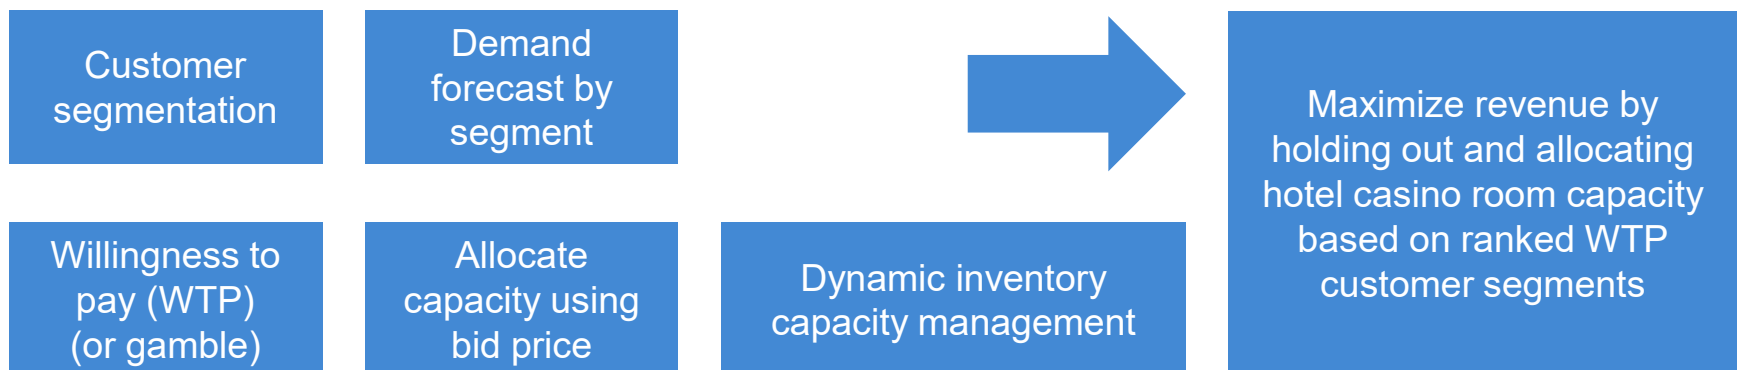 Customer
segmentation
Demand
forecast by
segment
Willingness to
pay (WTP)
(or gamble)
Allocate
capacity using
bid price
Dynamic inventory
capacity management
Maximize revenue by
holding out and allocating
hotel casino room capacity
based on ranked WTP
customer segments